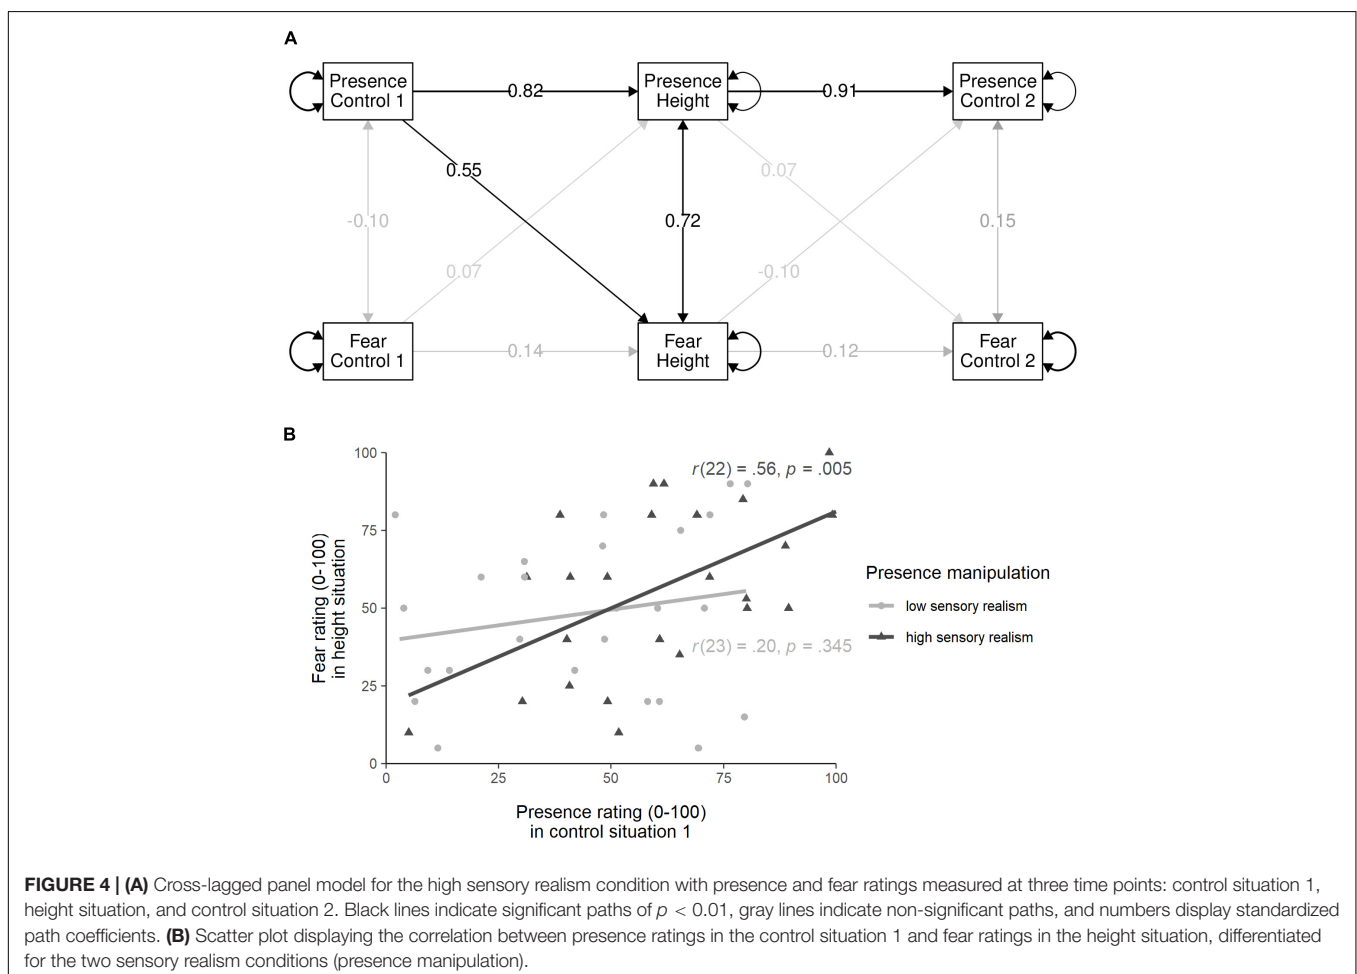 A
Presence
Control 1
0.82
Presence
Height
0.91
Presence
Control 2
0.55
0.07
-0.10
0.72
0.15
0.07
-0.10
Fear
Control 1
0.14
Fear
Height
0.12
Fear
Control 2
B
Fear rating (0-100)
in height situation
100
75
50
25
0
r(22) = .56, p = .005
r(23) = .20, p = .345
0 25 50 75 100
Presence rating (0-100)
in control situation 1
Presence manipulation
low sensory realism
high sensory realism
FIGURE 4 | (A) Cross-lagged panel model for the high sensory realism condition with presence and fear ratings measured at three time points: control situation 1,
height situation, and control situation 2. Black lines indicate significant paths of p < 0.01, gray lines indicate non-significant paths, and numbers display standardized
path coefficients. (B) Scatter plot displaying the correlation between presence ratings in the control situation 1 and fear ratings in the height situation, differentiated
for the two sensory realism conditions (presence manipulation).